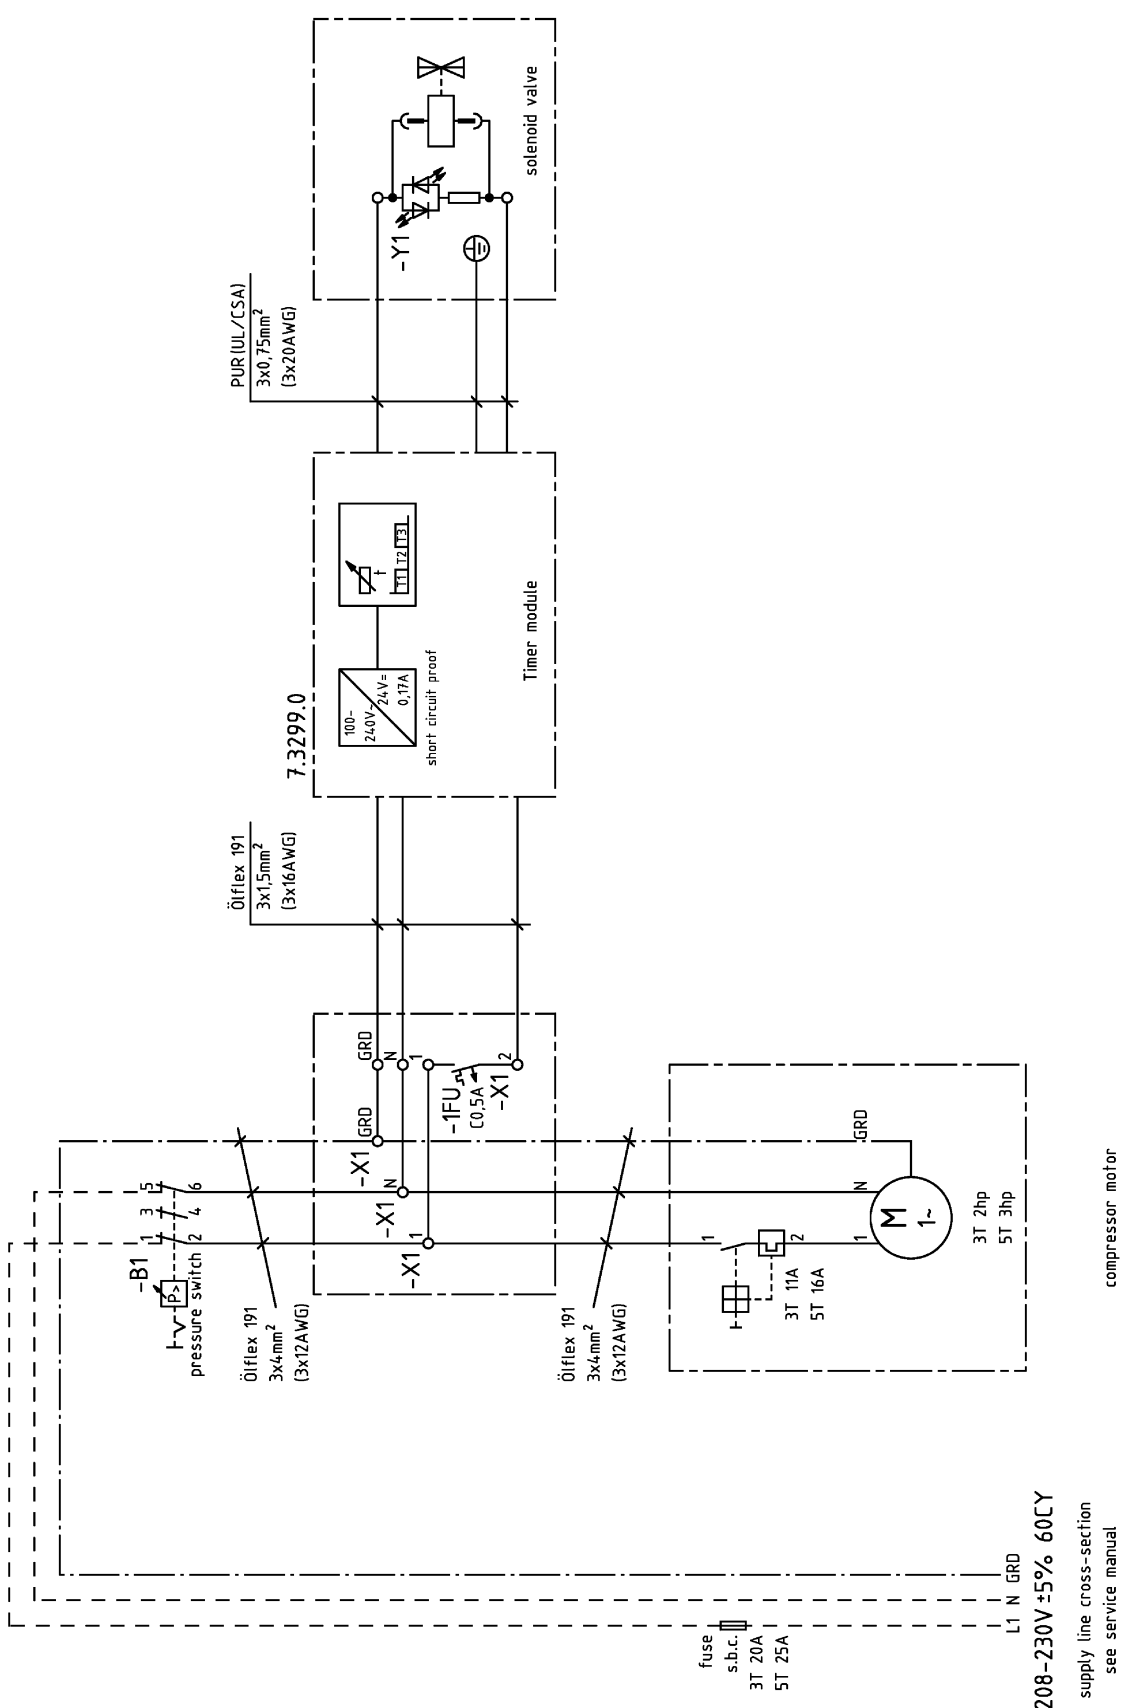 208-230V ±5% 60CY
supply line cross-section
see service manual
L1 N GRD
fuse
s.b.c.
3T 20A
5T 25A
-B1
P>
pressure switch
1
2
3
4
5
6
Ölflex 191
3x4mm²
(3x12AWG)
-X1
1
-X1
N
-X1
GRD
GRD
N
1
-1FU
C0,5A
-X1
2
Ölflex 191
3x4mm²
(3x12AWG)
1
2
3T 11A
5T 16A
1
N
GRD
M
1~
3T 2hp
5T 3hp
compressor motor
Ölflex 191
3x1,5mm²
(3x16AWG)
7.3299.0
100-
240V~
24V=
0,17A
short circuit proof
t
T1 T2 T3
Timer module
PUR(UL/CSA)
3x0,75mm²
(3x20AWG)
-Y1
solenoid valve